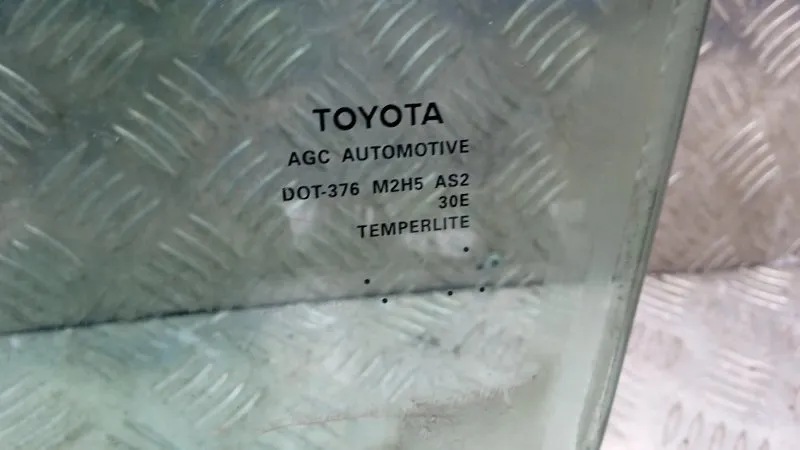 TOYOTA
AGC AUTOMOTIVE
DOT-376 M2H5 AS2
30E
TEMPERLITE